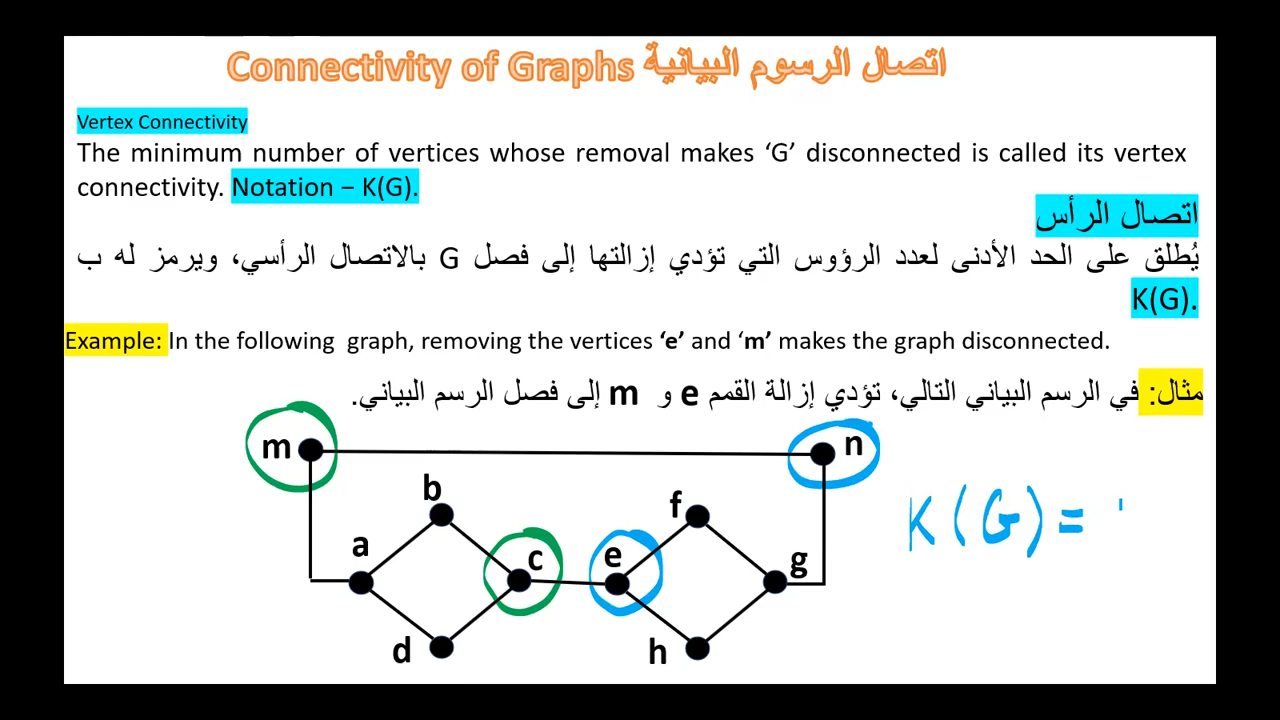 Connectivity of Graphs اتصال الرسوم البيانية
Vertex Connectivity
The minimum number of vertices whose removal makes ‘G’ disconnected is called its vertex
connectivity. Notation − K(G).
اتصال الرأس
يُطلق على الحد الأدنى لعدد الرؤوس التي تؤدي إزالتها إلى فصل G بالاتصال الرأسي، ويرمز له ب
K(G).
Example: In the following graph, removing the vertices ‘e’ and ‘m’ makes the graph disconnected.
مثال: في الرسم البياني التالي، تؤدي إزالة القمم e و m إلى فصل الرسم البياني.
m
n
b
f
K(G)=
a
c
e
g
d
h